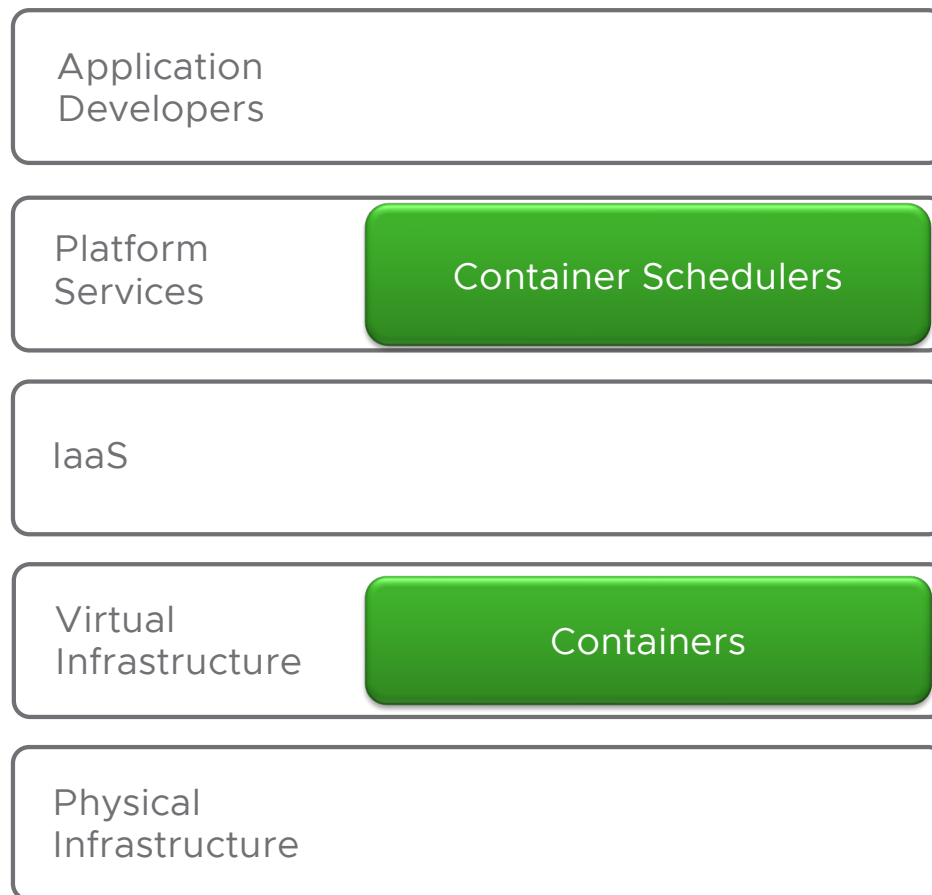 Application
Developers
Platform
Services
Container Schedulers
IaaS
Virtual
Infrastructure
Containers
Physical
Infrastructure